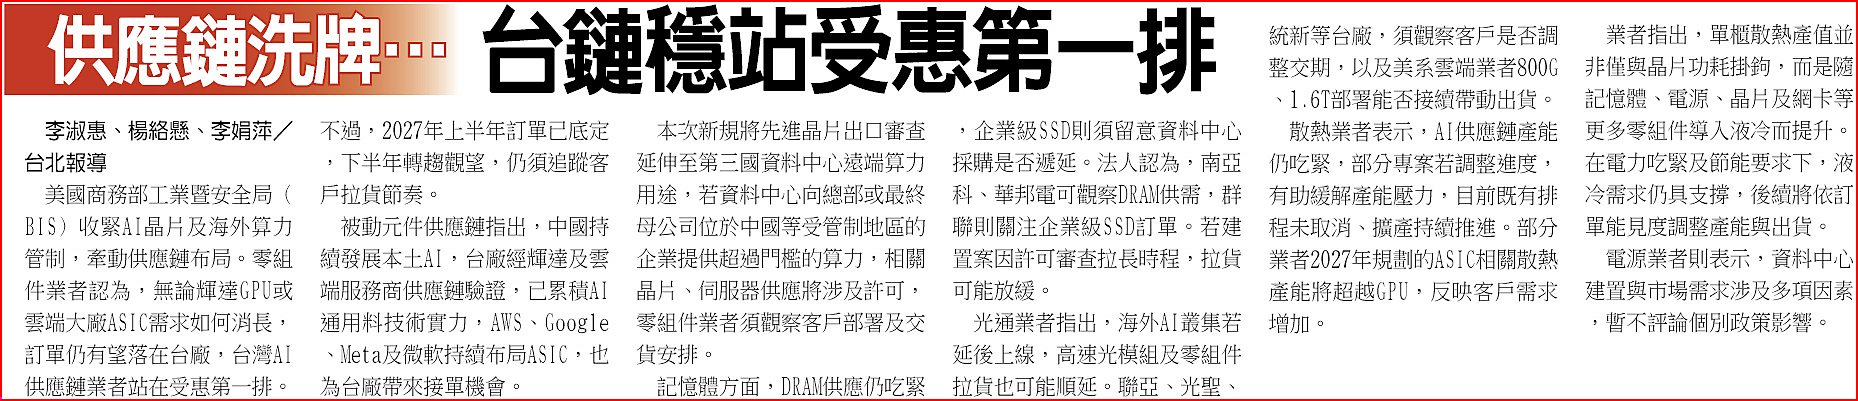 供應鏈洗牌…
台鏈穩站受惠第一排
李淑惠、楊絡懸、李娟萍／
台北報導
美國商務部工業暨安全局（
BIS）收緊AI晶片及海外算力
管制，牽動供應鏈布局。零組
件業者認為，無論輝達GPU或
雲端大廠ASIC需求如何消長，
訂單仍有望落在台廠，台灣AI
供應鏈業者站在受惠第一排。
不過，2027年上半年訂單已底定
，下半年轉趨觀望，仍須追蹤客
戶拉貨節奏。
被動元件供應鏈指出，中國持
續發展本土AI，台廠經輝達及雲
端服務商供應鏈驗證，已累積AI
通用料技術實力，AWS、Google
、Meta及微軟持續布局ASIC，也
為台廠帶來接單機會。
本次新規將先進晶片出口審查
延伸至第三國資料中心遠端算力
用途，若資料中心向總部或最終
母公司位於中國等受管制地區的
企業提供超過門檻的算力，相關
晶片、伺服器供應將涉及許可，
零組件業者須觀察客戶部署及交
貨安排。
記憶體方面，DRAM供應仍吃緊
，企業級SSD則須留意資料中心
採購是否遞延。法人認為，南亞
科、華邦電可觀察DRAM供需，群
聯則關注企業級SSD訂單。若建
置案因許可審查拉長時程，拉貨
可能放緩。
光通業者指出，海外AI叢集若
延後上線，高速光模組及零組件
拉貨也可能順延。聯亞、光聖、
統新等台廠，須觀察客戶是否調
整交期，以及美系雲端業者800G
、1.6T部署能否接續帶動出貨。
散熱業者表示，AI供應鏈產能
仍吃緊，部分專案若調整進度，
有助緩解產能壓力，目前既有排
程未取消、擴產持續推進。部分
業者2027年規劃的ASIC相關散熱
產能將超越GPU，反映客戶需求
增加。
業者指出，單櫃散熱產值並
非僅與晶片功耗掛鉤，而是隨
記憶體、電源、晶片及網卡等
更多零組件導入液冷而提升。
在電力吃緊及節能要求下，液
冷需求仍具支撐，後續將依訂
單能見度調整產能與出貨。
電源業者則表示，資料中心
建置與市場需求涉及多項因素
，暫不評論個別政策影響。